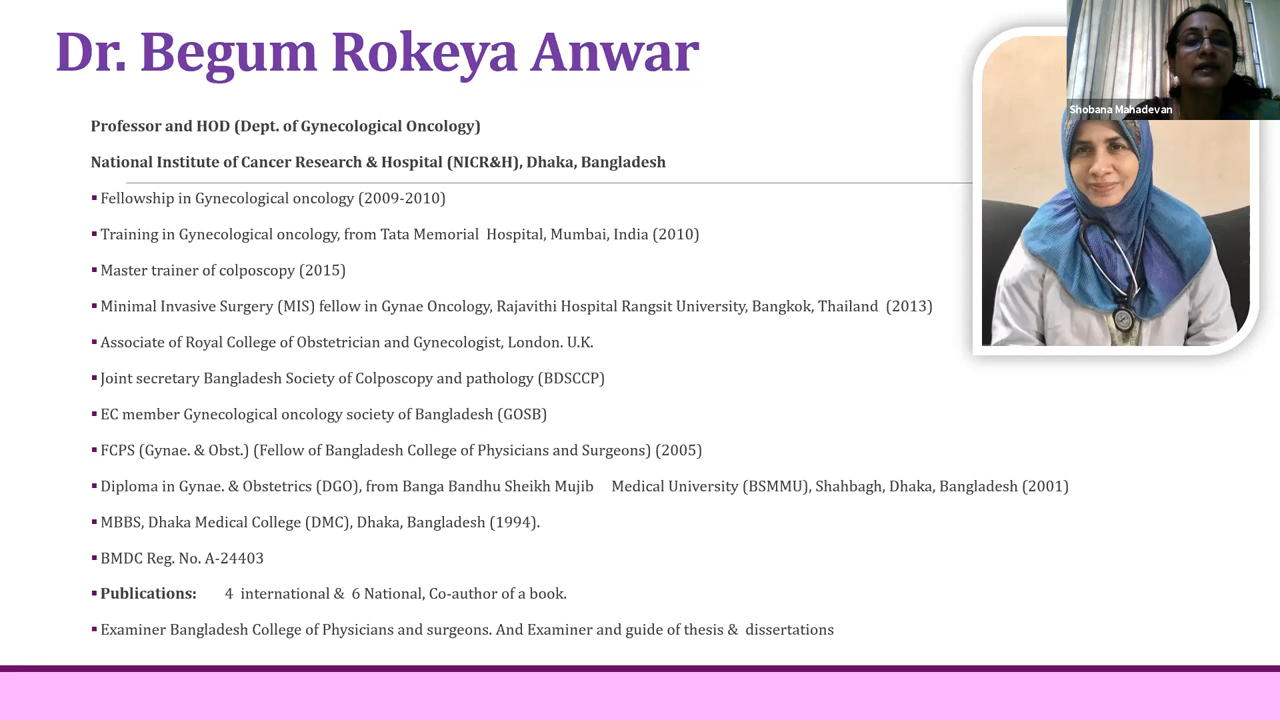 Dr. Begum Rokeya Anwar
Shobana Mahadevan
Professor and HOD (Dept. of Gynecological Oncology)
National Institute of Cancer Research & Hospital (NICR&H), Dhaka, Bangladesh
Fellowship in Gynecological oncology (2009-2010)
Training in Gynecological oncology, from Tata Memorial Hospital, Mumbai, India (2010)
Master trainer of colposcopy (2015)
Minimal Invasive Surgery (MIS) fellow in Gynae Oncology, Rajavithi Hospital Rangsit University, Bangkok, Thailand (2013)
Associate of Royal College of Obstetrician and Gynecologist, London. U.K.
Joint secretary Bangladesh Society of Colposcopy and pathology (BDSCCP)
EC member Gynecological oncology society of Bangladesh (GOSB)
FCPS (Gynae. & Obst.) (Fellow of Bangladesh College of Physicians and Surgeons) (2005)
Diploma in Gynae. & Obstetrics (DGO), from Banga Bandhu Sheikh Mujib Medical University (BSMMU), Shahbagh, Dhaka, Bangladesh (2001)
MBBS, Dhaka Medical College (DMC), Dhaka, Bangladesh (1994).
BMDC Reg. No. A-24403
Publications: 4 international & 6 National, Co-author of a book.
Examiner Bangladesh College of Physicians and surgeons. And Examiner and guide of thesis & dissertations